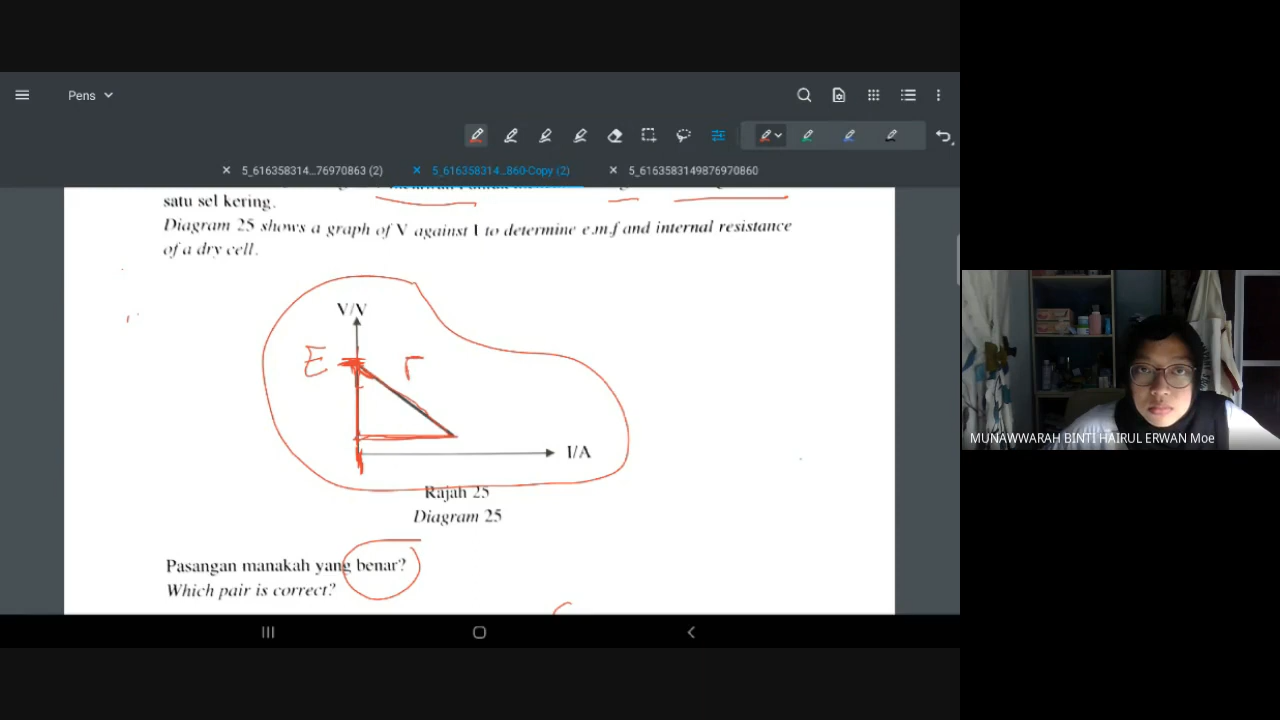 Pens
5_616358314...76970863 (2)
5_616358314...860-Copy (2)
5_6163583149876970860
satu sel kering.
Diagram 25 shows a graph of V against I to determine e.m.f and internal resistance
of a dry cell.
V/V
E
r
I/A
Rajah 25
Diagram 25
Pasangan manakah yang benar?
Which pair is correct?
MUNAWWARAH BINTI HAIRUL ERWAN Moe